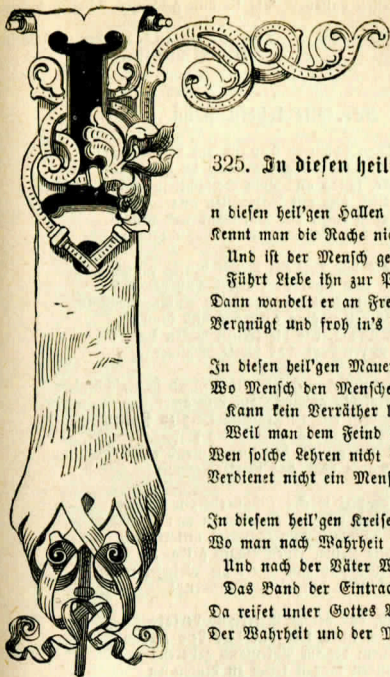 325. In diesen heil
In diesen heil'gen Hallen
Kennt man die Rache nic
Und ist der Mensch ge
Führt Liebe ihn zur P
Dann wandelt er an Fre
Vergnügt und froh in's
In diesen heil'gen Maue
Wo Mensch den Mensche
Kann kein Verräther l
Weil man dem Feind
Wen solche Lehren nicht
Verdienet nicht ein Mens
In diesem heil'gen Kreise
Wo man nach Wahrheit
Und nach der Väter W
Das Band der Eintrac
Da reiset unter Gottes
Der Wahrheit und der